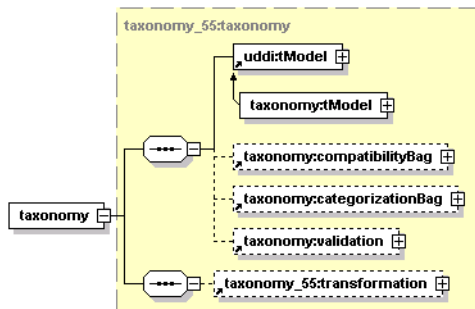 taxonomy_55:taxonomy
uddi:tModel
taxonomy:tModel
taxonomy:compatibilityBag
taxonomy:categorizationBag
taxonomy
taxonomy:validation
taxonomy_55:transformation